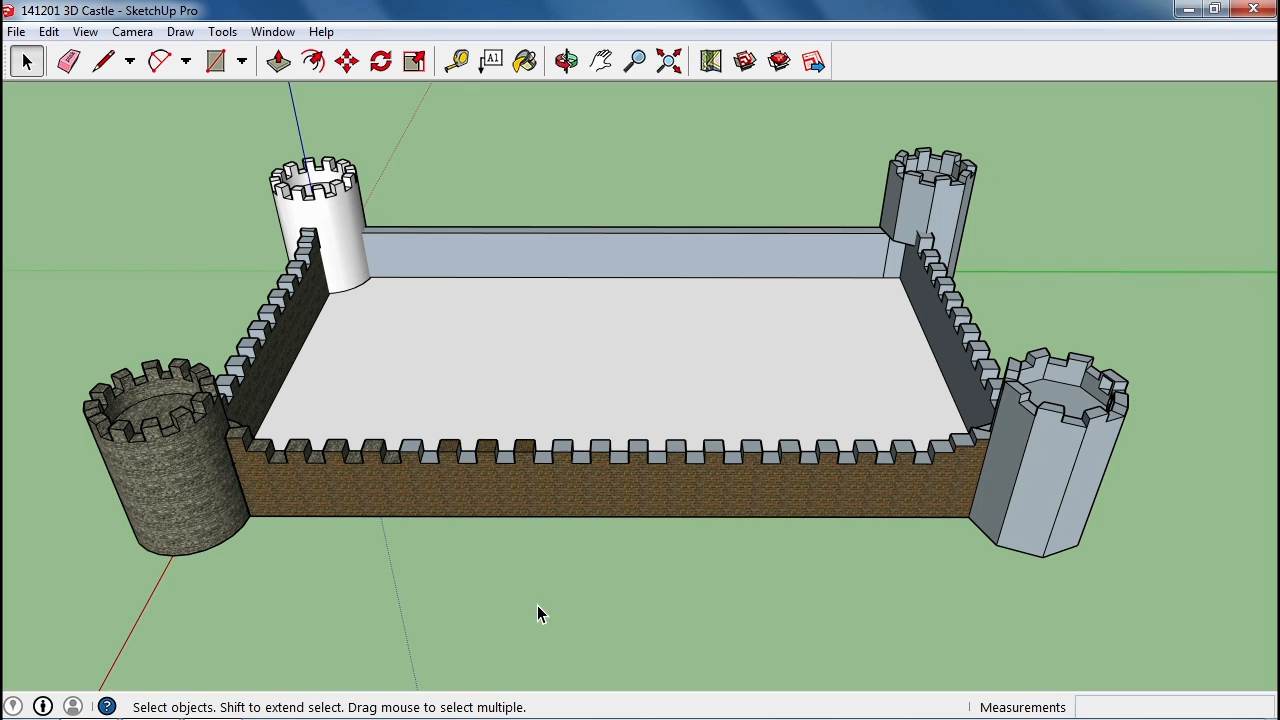 141201 3D Castle - SketchUp Pro
File Edit View Camera Draw Tools Window Help
A1
Select objects. Shift to extend select. Drag mouse to select multiple.
Measurements